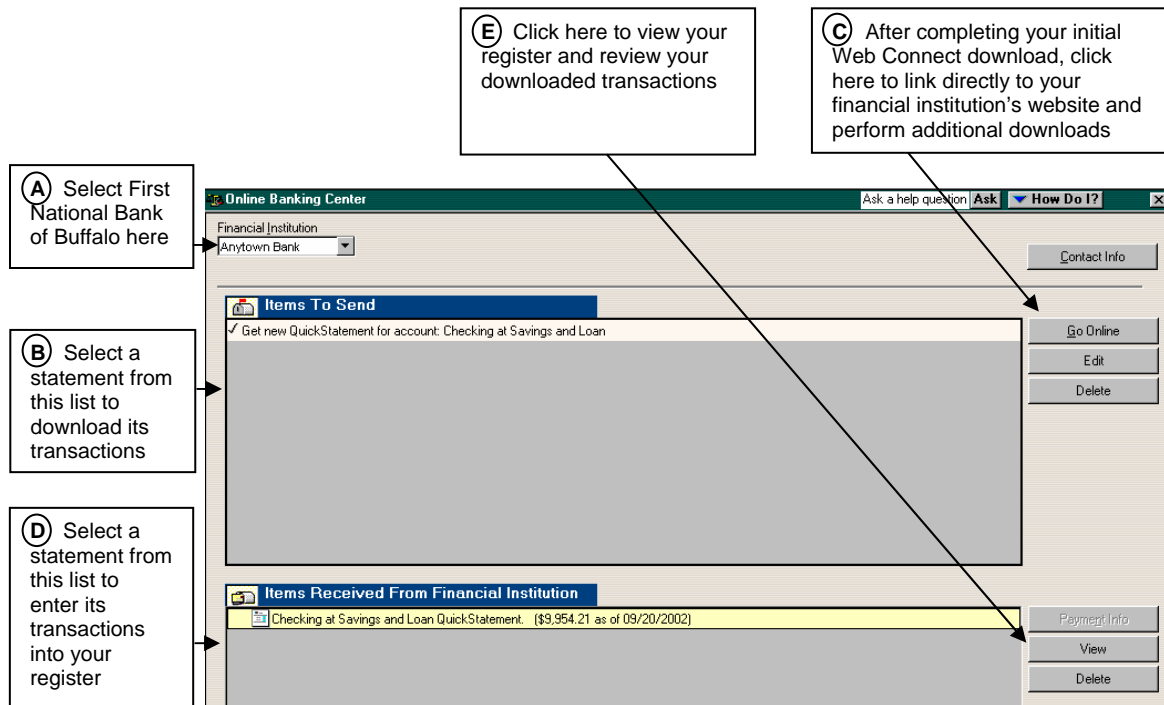 E Click here to view your
register and review your
downloaded transactions
C After completing your initial
Web Connect download, click
here to link directly to your
financial institution's website and
perform additional downloads
A Select First
National Bank
of Buffalo here
Online Banking Center
Ask a help question Ask How Do I?
Financial Institution
Anytown Bank
Contact Info
Items To Send
Get new QuickStatement for account: Checking at Savings and Loan
Go Online
Edit
Delete
B Select a
statement from
this list to
download its
transactions
D Select a
statement from
this list to
enter its
transactions
into your
register
Items Received From Financial Institution
Checking at Savings and Loan QuickStatement. ($9,954.21 as of 09/20/2002)
Payment Info
View
Delete